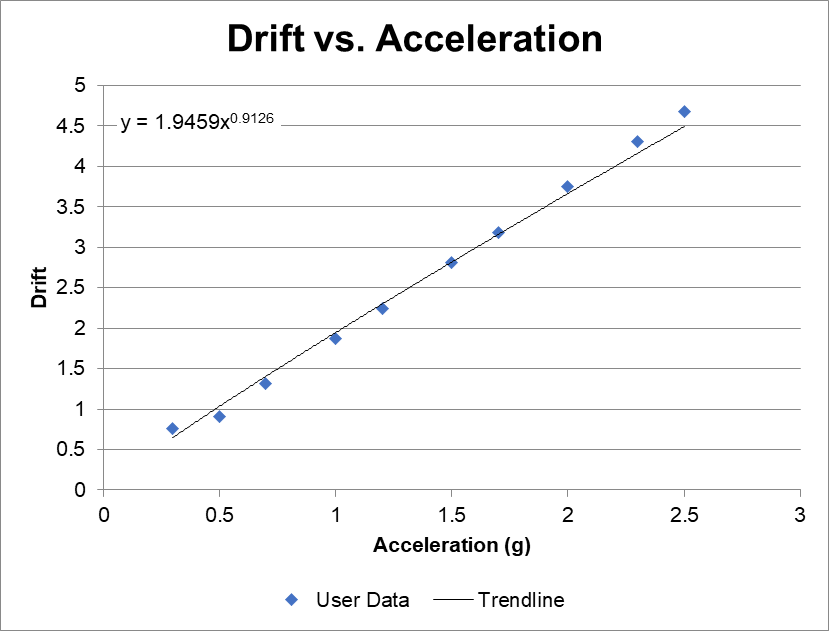 Drift vs. Acceleration
5
y = 1.9459x^0.9126
4.5
4
3.5
3
2.5
2
1.5
1
0.5
0
Drift
0 0.5 1 1.5 2 2.5 3
Acceleration (g)
User Data Trendline